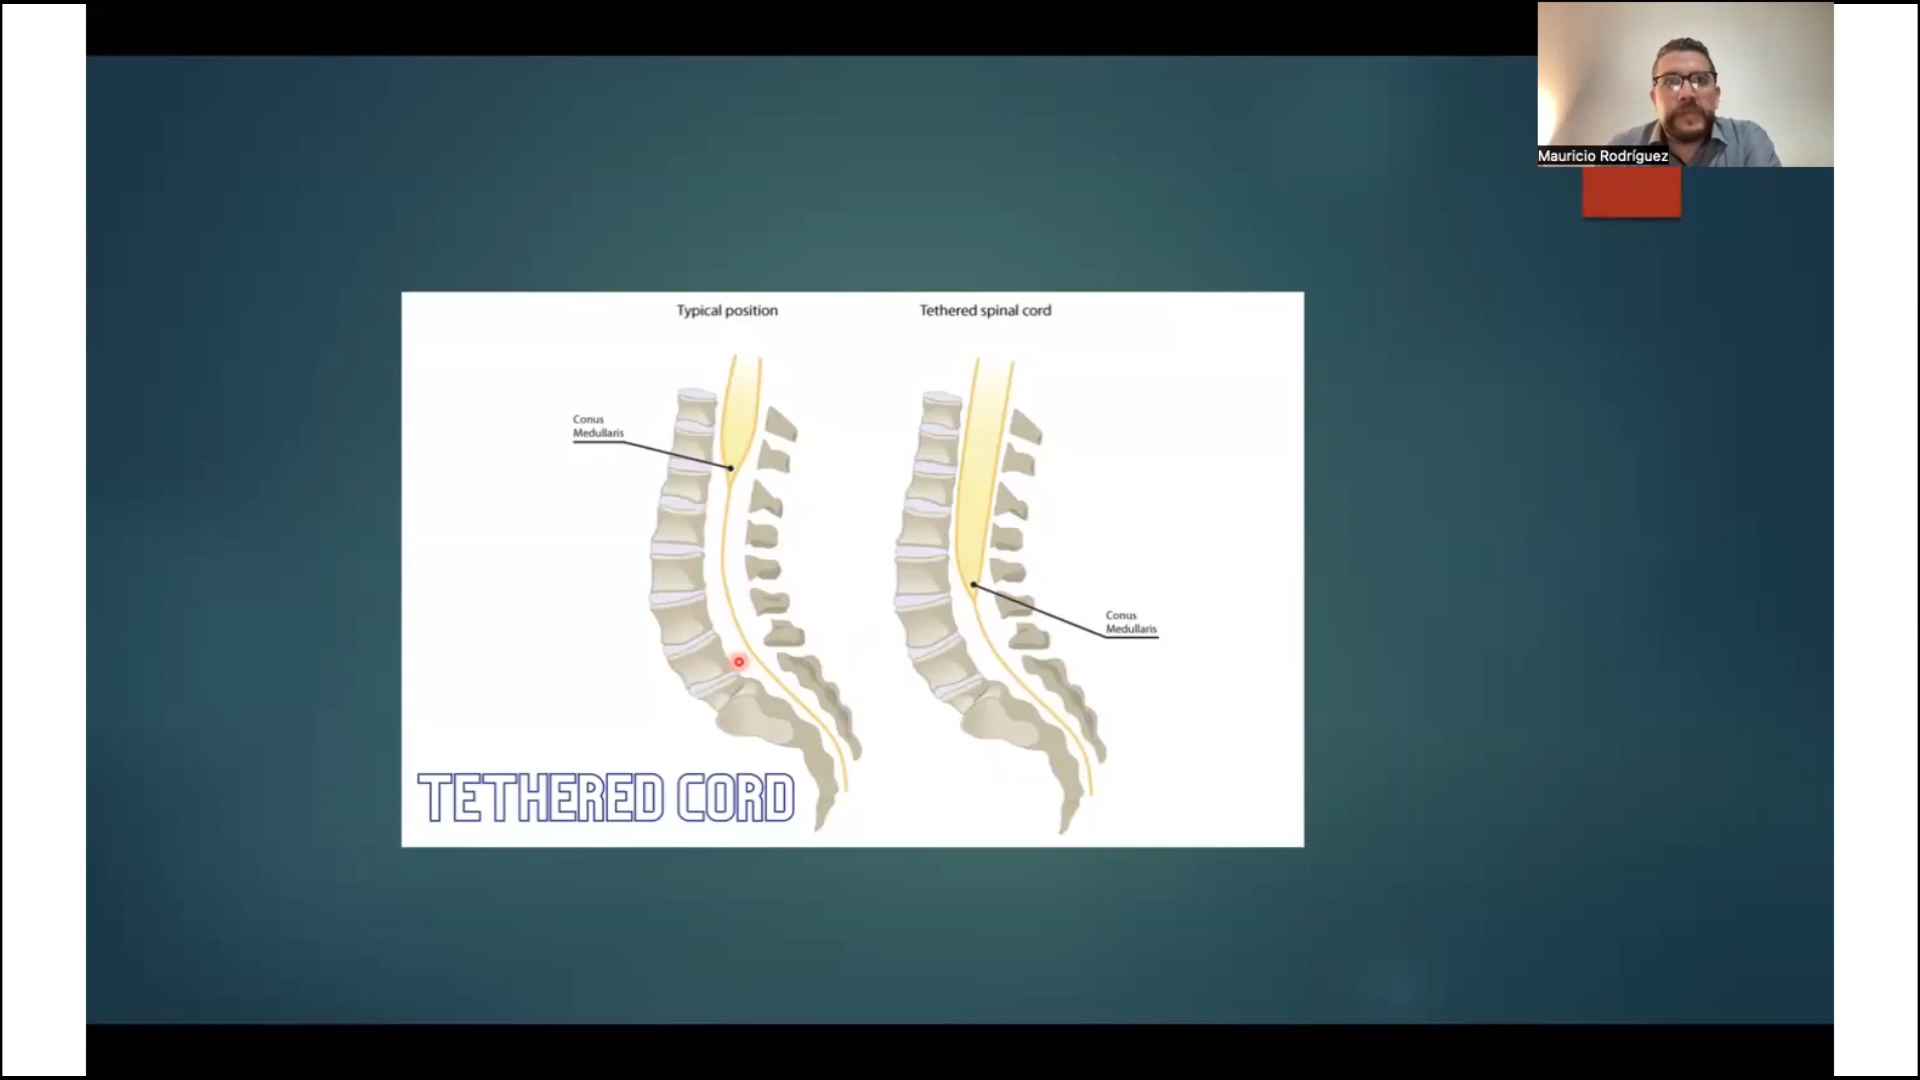 Mauricio Rodríguez
Typical position
Tethered spinal cord
Conus
Medullaris
Conus
Medullaris
TETHERED CORD